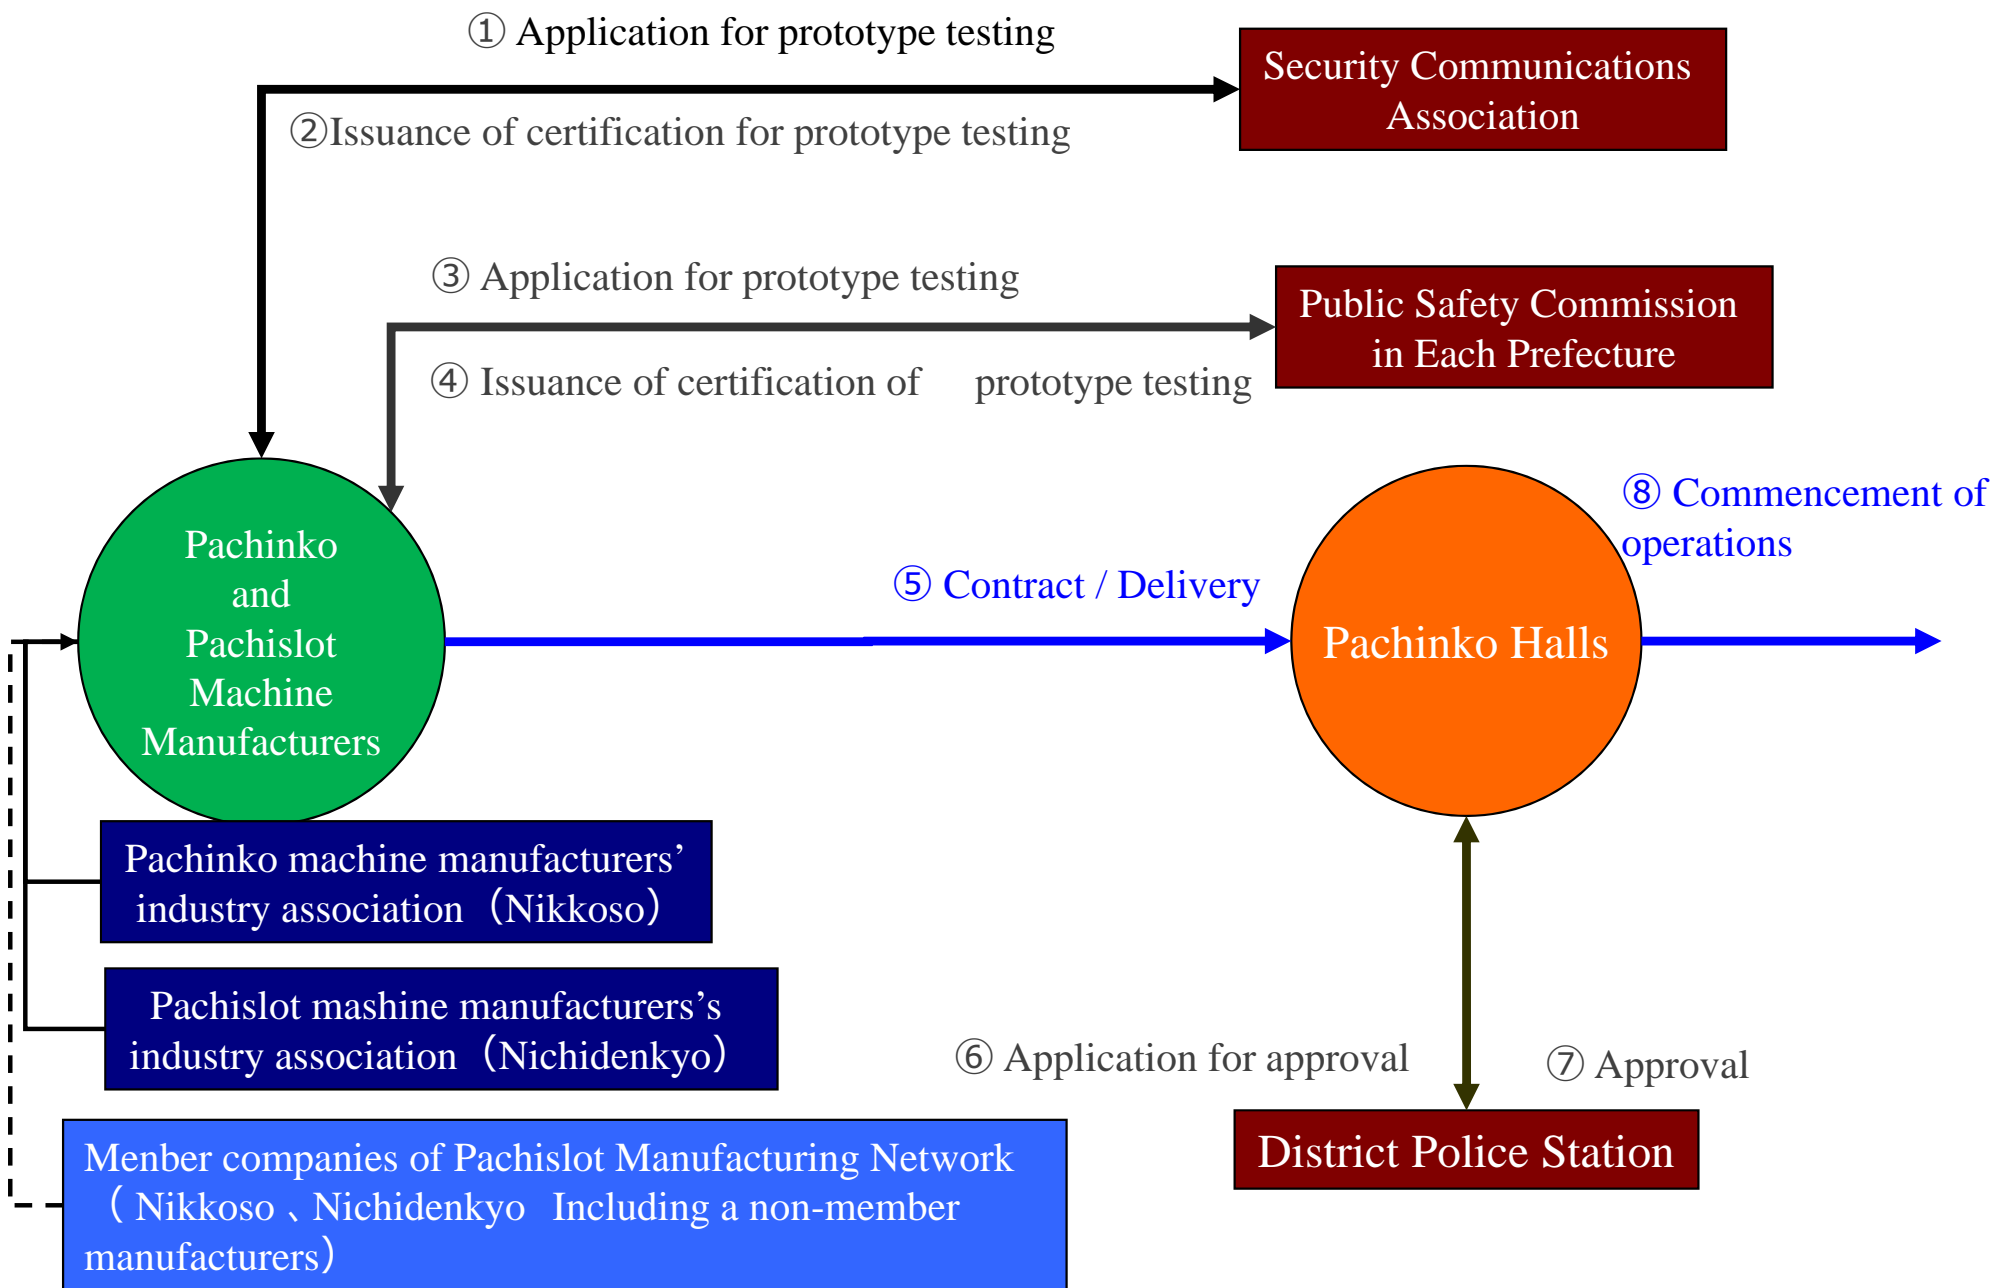 ① Application for prototype testing
Security Communications
Association
②Issuance of certification for prototype testing
③ Application for prototype testing
Public Safety Commission
in Each Prefecture
④ Issuance of certification of prototype testing
Pachinko
and
Pachislot
Machine
Manufacturers
⑤ Contract / Delivery
Pachinko Halls
⑧ Commencement of
operations
Pachinko machine manufacturers’
industry association（Nikkoso）
Pachislot mashine manufacturers’s
industry association（Nichidenkyo）
⑥ Application for approval
⑦ Approval
District Police Station
Menber companies of Pachislot Manufacturing Network
（ Nikkoso 、Nichidenkyo Including a non-member
manufacturers）